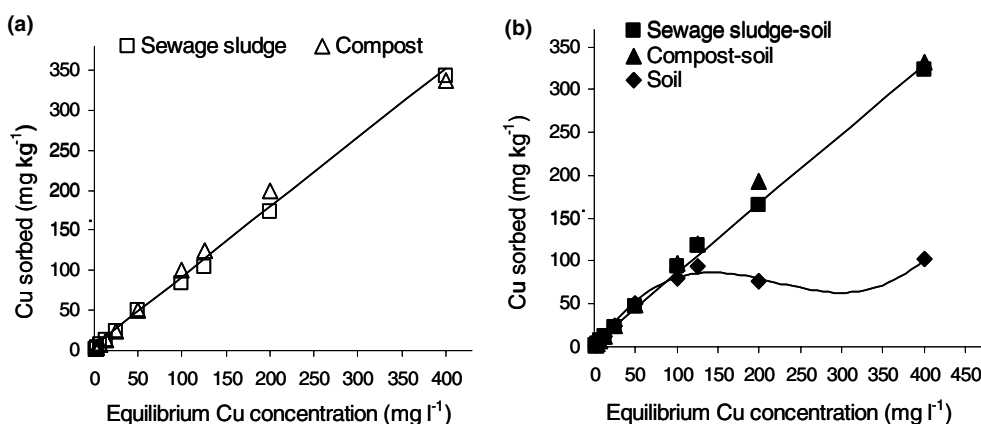 (a)
Sewage sludge Compost
350
300
250
200
150
100
50
0
Cu sorbed (mg kg-1)
0 50 100 150 200 250 300 350 400
Equilibrium Cu concentration (mg l-1)
(b)
Sewage sludge-soil
Compost-soil
Soil
350
300
250
200
150
100
50
0
Cu sorbed (mg kg-1)
0 50 100 150 200 250 300 350 400 450
Equilibrium Cu concentration (mg l-1)